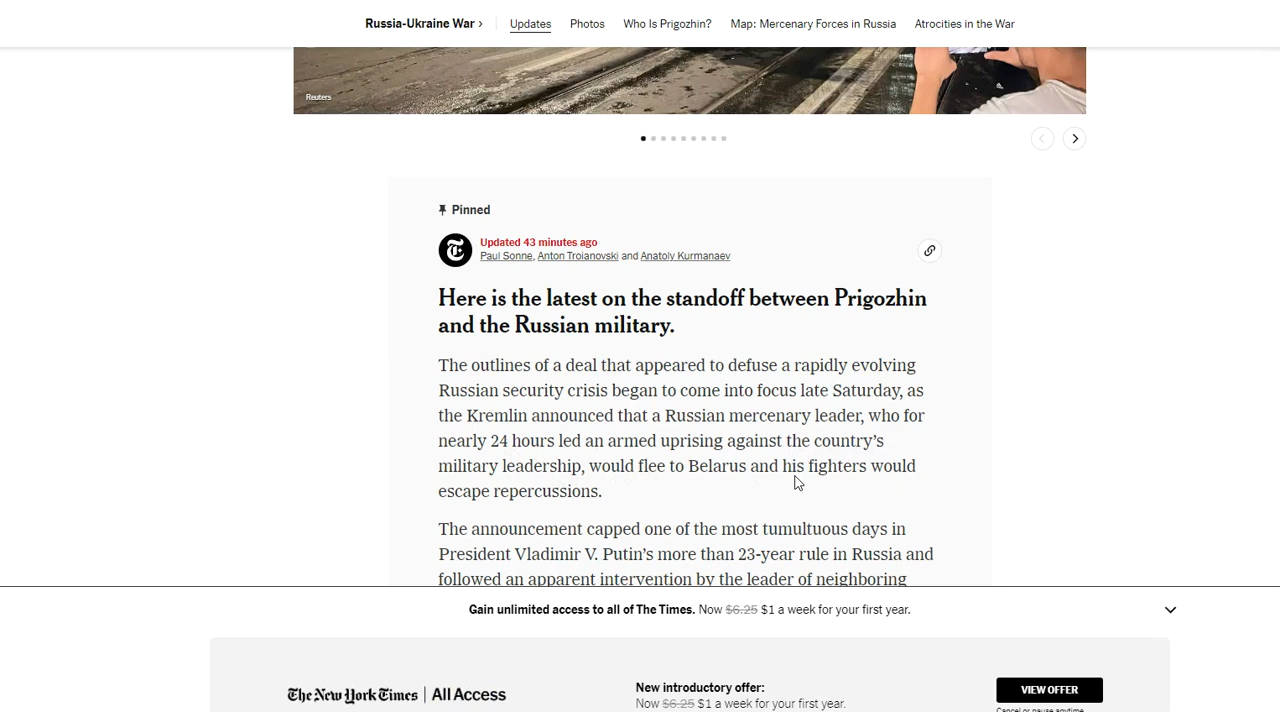 Russia-Ukraine War › Updates Photos Who Is Prigozhin? Map: Mercenary Forces in Russia Atrocities in the War
Reuters
Pinned
Updated 43 minutes ago
Paul Sonne, Anton Troianovski and Anatoly Kurmanaev
Here is the latest on the standoff between Prigozhin
and the Russian military.
The outlines of a deal that appeared to defuse a rapidly evolving
Russian security crisis began to come into focus late Saturday, as
the Kremlin announced that a Russian mercenary leader, who for
nearly 24 hours led an armed uprising against the country’s
military leadership, would flee to Belarus and his fighters would
escape repercussions.
The announcement capped one of the most tumultuous days in
President Vladimir V. Putin’s more than 23-year rule in Russia and
followed an apparent intervention by the leader of neighboring
Gain unlimited access to all of The Times. Now $6.25 $1 a week for your first year.
The New York Times | All Access
New introductory offer:
Now $6.25 $1 a week for your first year.
VIEW OFFER
Cancel or pause anytime